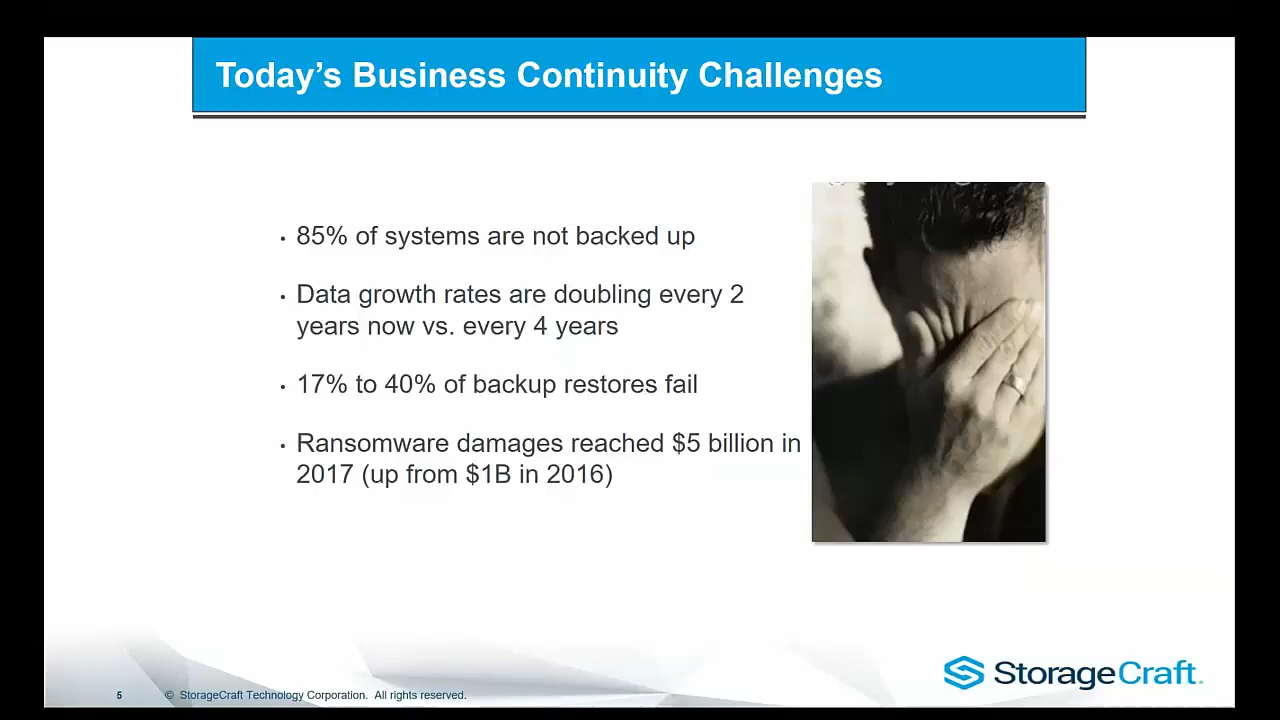 Today’s Business Continuity Challenges
• 85% of systems are not backed up
• Data growth rates are doubling every 2
years now vs. every 4 years
• 17% to 40% of backup restores fail
• Ransomware damages reached $5 billion in
2017 (up from $1B in 2016)
StorageCraft.
5 © StorageCraft Technology Corporation. All rights reserved.